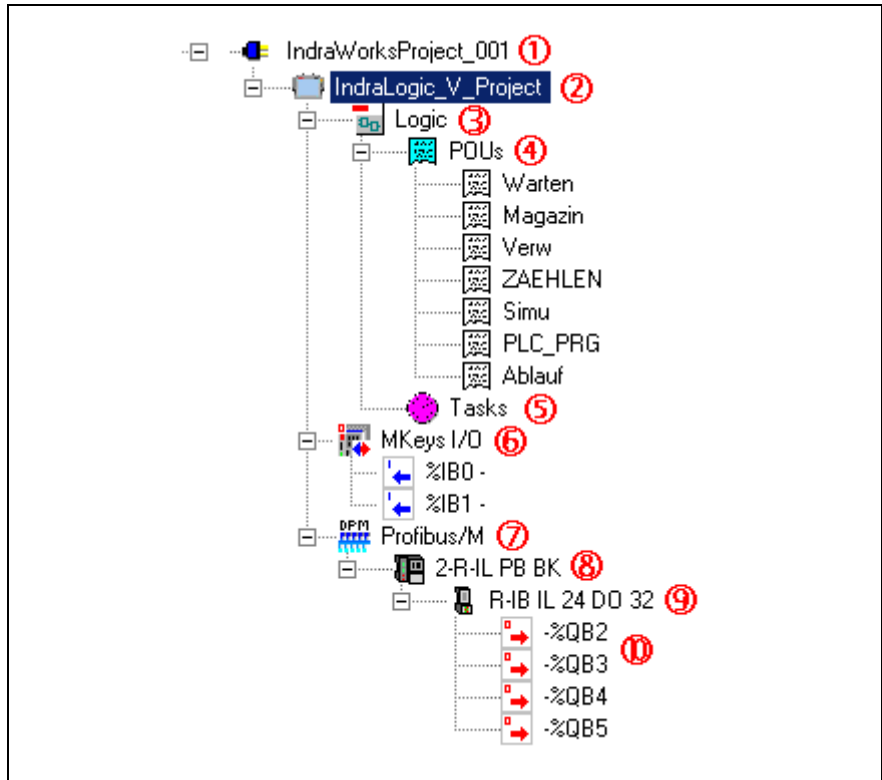 IndraWorksProject_001 ①
IndraLogic_V_Project ②
Logic ③
POUs ④
Warten
Magazin
Verw
ZAEHLEN
Simu
PLC_PRG
Ablauf
Tasks ⑤
MKeys I/O ⑥
%IB0 -
%IB1 -
DPM Profibus/M ⑦
2-R-IL PB BK ⑧
R-IB IL 24 DO 32 ⑨
-%QB2
⑩
-%QB3
-%QB4
-%QB5